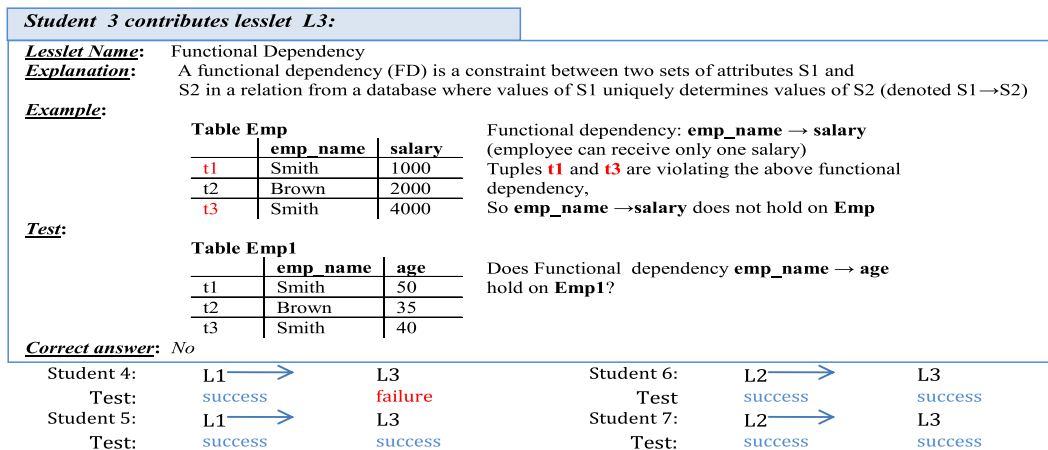 Student 3 contributes lesslet L3:
Lesslet Name: Functional Dependency
Explanation: A functional dependency (FD) is a constraint between two sets of attributes S1 and
S2 in a relation from a database where values of S1 uniquely determines values of S2 (denoted S1→S2)
Example:
Table Emp
emp_name salary
t1 Smith 1000
t2 Brown 2000
t3 Smith 4000
Functional dependency: emp_name → salary
(employee can receive only one salary)
Tuples t1 and t3 are violating the above functional
dependency,
So emp_name →salary does not hold on Emp
Test:
Table Emp1
emp_name age
t1 Smith 50
t2 Brown 35
t3 Smith 40
Does Functional dependency emp_name → age
hold on Emp1?
Correct answer: No
Student 4: L1 → L3
Test: success failure
Student 5: L1 → L3
Test: success success
Student 6: L2 → L3
Test success success
Student 7: L2 → L3
Test: success success